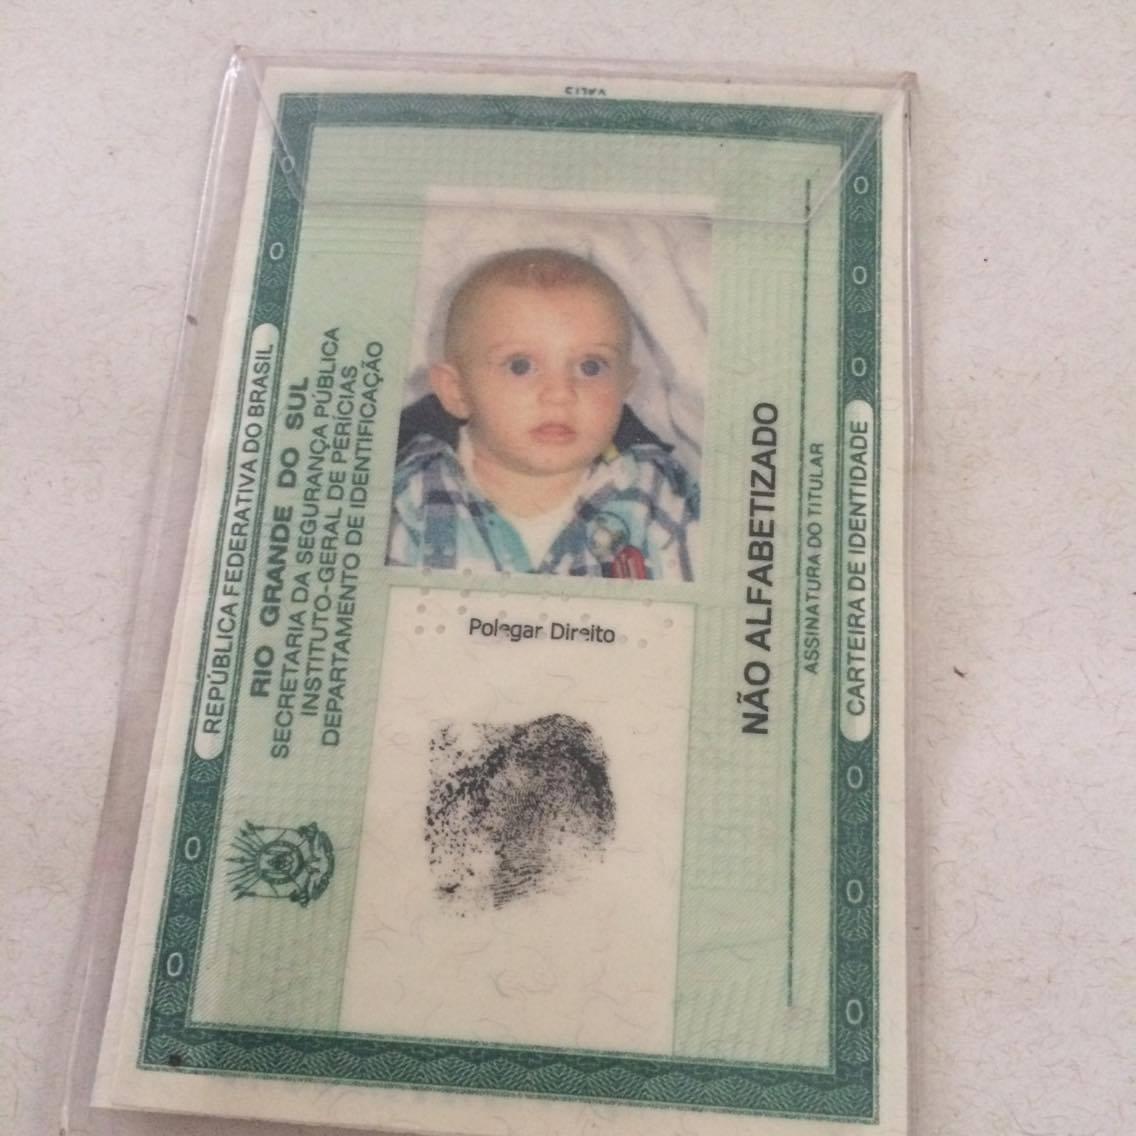 REPÚBLICA FEDERATIVA DO BRASIL
RIO GRANDE DO SUL
SECRETARIA DA SEGURANÇA PÚBLICA
INSTITUTO-GERAL DE PERÍCIAS
DEPARTAMENTO DE IDENTIFICAÇÃO
Polegar Direito
NÃO ALFABETIZADO
ASSINATURA DO TITULAR
CARTEIRA DE IDENTIDADE